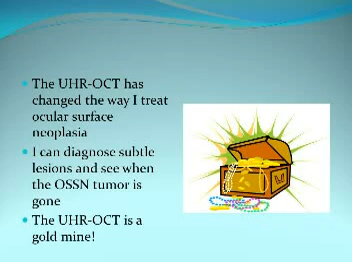 The UHR-OCT has
changed the way I treat
ocular surface
neoplasia
I can diagnose subtle
lesions and see when
the OSSN tumor is
gone
The UHR-OCT is a
gold mine!